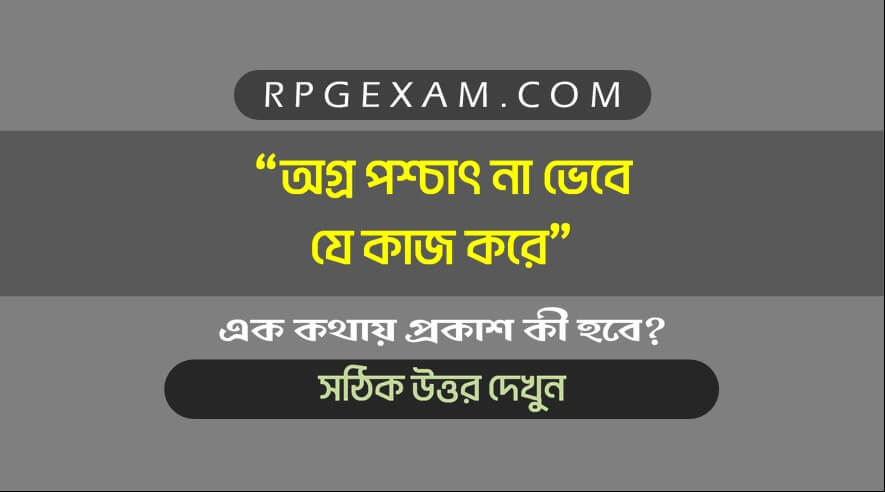 RPGEXAM.COM
“অগ্র পশ্চাৎ না ভেবে
যে কাজ করে”
এক কথায় প্রকাশ কী হবে?
সঠিক উত্তর দেখুন